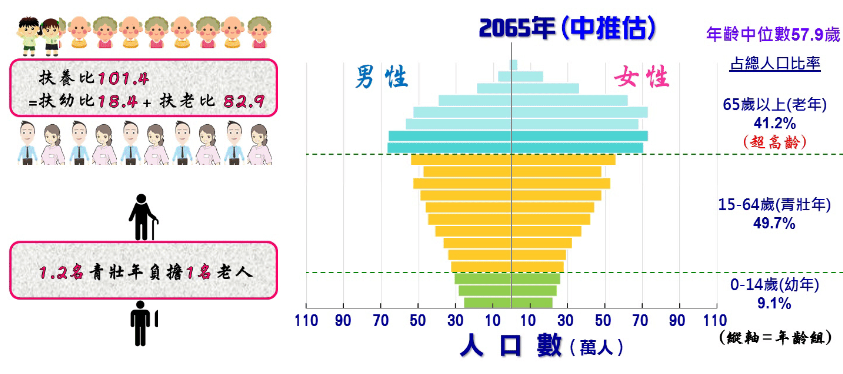 2065年(中推估)
年齡中位數57.9歲
男性
女性
占總人口比率
扶養比101.4
=扶幼比18.4+ 扶老比 82.9
65歲以上(老年)
41.2%
(超高齡)
15-64歲(青壯年)
49.7%
1.2名青壯年負擔1名老人
0-14歲(幼年)
9.1%
110 90 70 50 30 10 10 30 50 70 90 110
人口數(萬人)
(縱軸=年齡組)